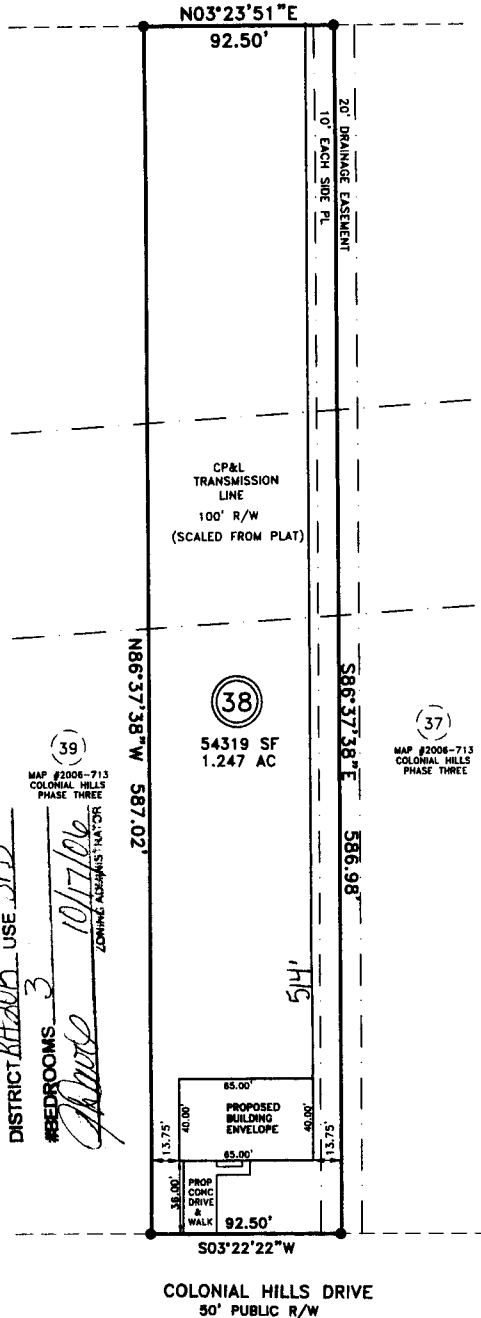 N03°23'51"E
92.50'
20' DRAINAGE EASEMENT
10' EACH SIDE PL
CP&L
TRANSMISSION
LINE
100' R/W
(SCALED FROM PLAT)
N86°37'38"W 587.02'
S86°37'38"E 586.98'
38
54319 SF
1.247 AC
39
MAP #2006-713
COLONIAL HILLS
PHASE THREE
37
MAP #2006-713
COLONIAL HILLS
PHASE THREE
DISTRICT RA20R USE SFD
#BEDROOMS 3
10/17/06
ZONING ADMINISTRATOR
514'
65.00'
40.00'
PROPOSED
BUILDING
ENVELOPE
40.00'
65.00'
13.75'
13.75'
36.00'
PROP
CONC
DRIVE
&
WALK
92.50'
S03°22'22"W
COLONIAL HILLS DRIVE
50' PUBLIC R/W